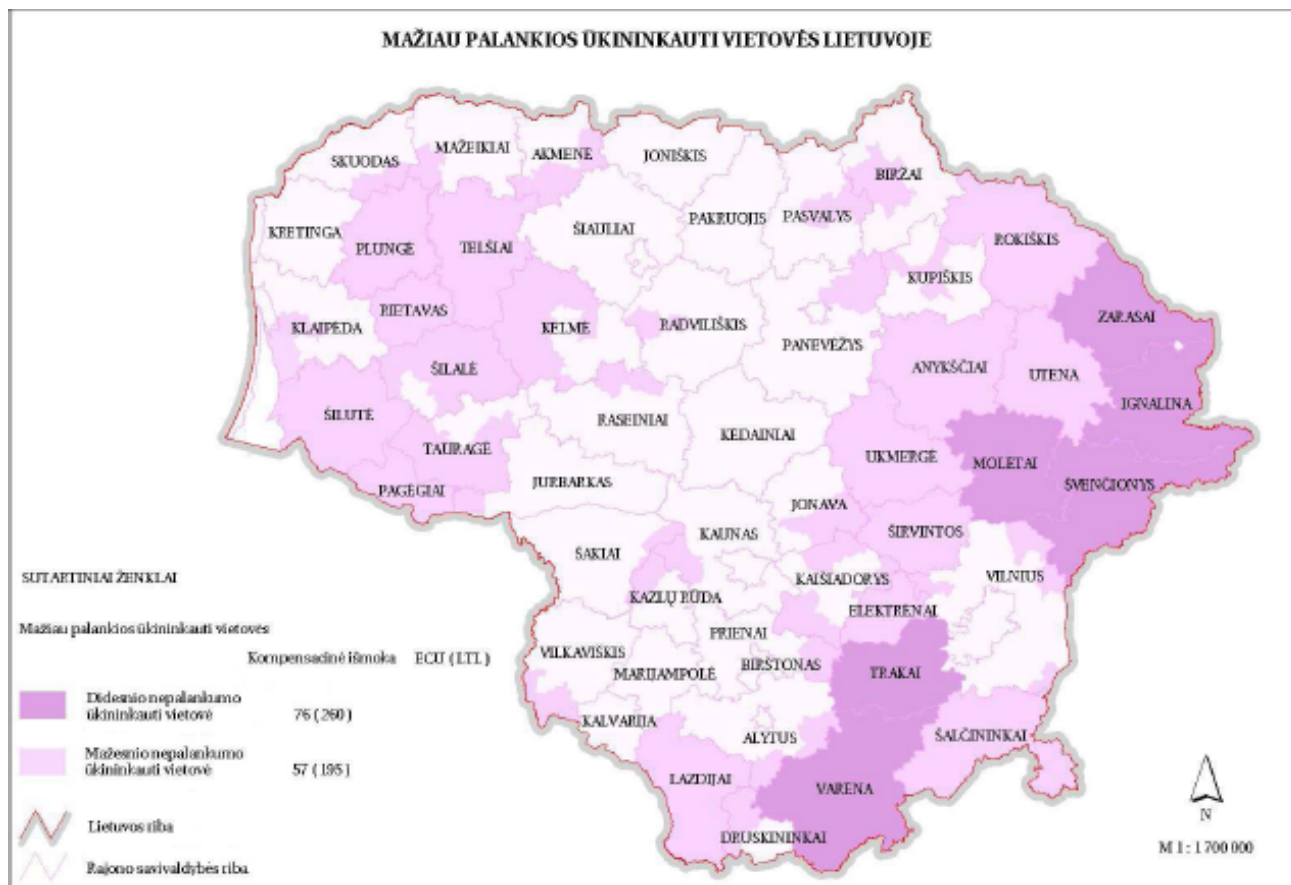 MAŽIAU PALANKIOS ŪKININKAUTI VIETOVĖS LIETUVOJE
SKUODAS
MAŽEIKIAI
AKMENĖ
JONIŠKIS
BIRŽAI
KRETINGA
PLUNGĖ
TELŠIAI
ŠIAULIAI
PAKRUOJIS
PASVALYS
ROKIŠKIS
KUPIŠKIS
KLAIPĖDA
RIETAVAS
KELMĖ
RADVILIŠKIS
PANEVĖŽYS
ZARASAI
ŠILALĖ
ANYKŠČIAI
UTENA
IGNALINA
ŠILUTĖ
RASEINIAI
KĖDAINIAI
TAURAGĖ
UKMERGĖ
MOLĖTAI
ŠVENČIONYS
PAGĖGIAI
JURBARKAS
JONAVA
KAUNAS
ŠIRVINTOS
ŠAKIAI
VILNIUS
KAIŠIADORYS
KAZLŲ RŪDA
ELEKTRĖNAI
PRIENAI
VILKAVIŠKIS
MARIJAMPOLĖ
BIRŠTONAS
TRAKAI
KALVARIJA
ALYTUS
ŠALČININKAI
LAZDIJAI
VARĖNA
DRUSKININKAI
SUTARTINIAI ŽENKLAI
Mažiau palankios ūkininkauti vietovės
Kompensacinė išmoka ECU ( LTL )
Didesnio nepalankumo
ūkininkauti vietovė 76 ( 260 )
Mažesnio nepalankumo
ūkininkauti vietovė 57 ( 195 )
Lietuvos riba
Rajono savivaldybės riba
N
M 1 : 1 700 000